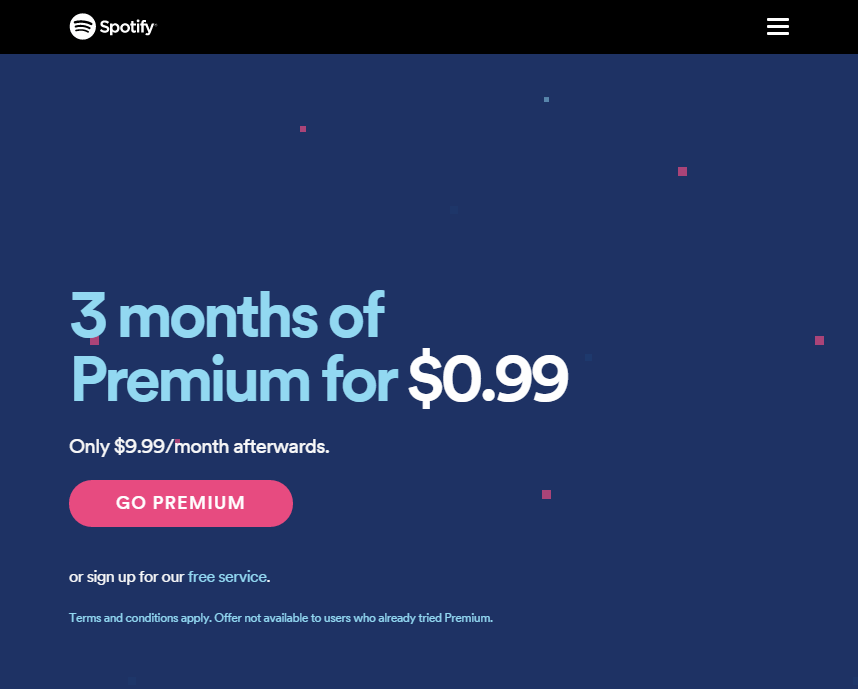 Spotify
3 months of
Premium for $0.99
Only $9.99/month afterwards.
GO PREMIUM
or sign up for our free service.
Terms and conditions apply. Offer not available to users who already tried Premium.